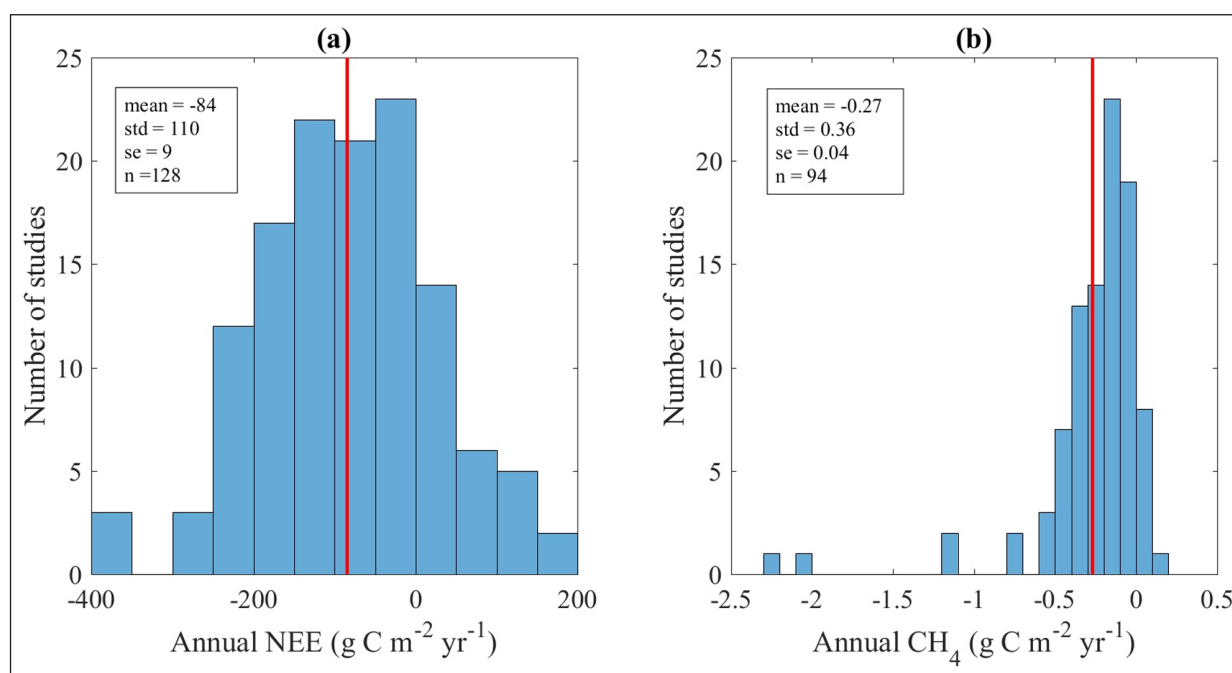 (a)
25
20
15
10
5
0
Number of studies
mean = -84
std = 110
se = 9
n =128
-400
-200
0
200
Annual NEE (g C m⁻² yr⁻¹)
(b)
25
20
15
10
5
0
Number of studies
mean = -0.27
std = 0.36
se = 0.04
n = 94
-2.5
-2
-1.5
-1
-0.5
0
0.5
Annual CH₄ (g C m⁻² yr⁻¹)